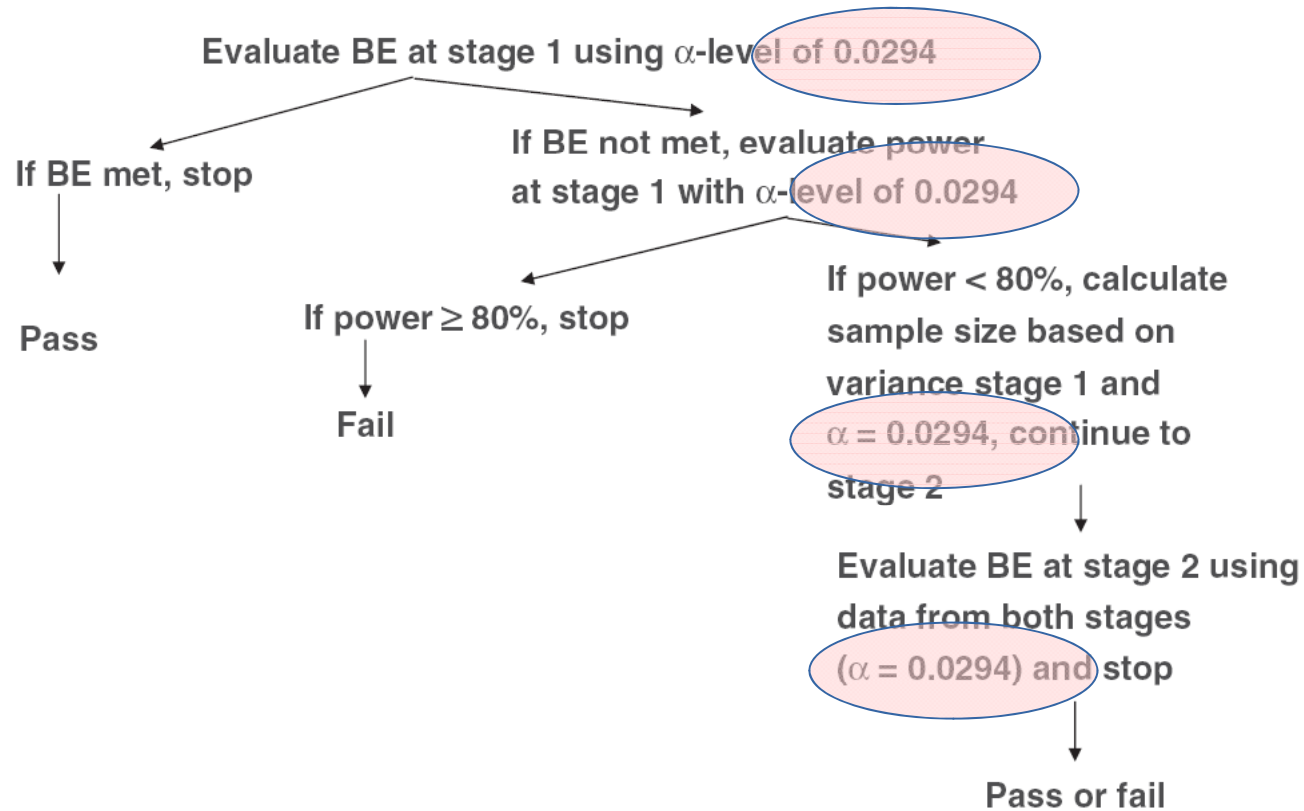 Evaluate BE at stage 1 using α-level of 0.0294
If BE met, stop
Pass
If BE not met, evaluate power
at stage 1 with α-level of 0.0294
If power ≥ 80%, stop
Fail
If power < 80%, calculate
sample size based on
variance stage 1 and
α = 0.0294, continue to
stage 2
Evaluate BE at stage 2 using
data from both stages
(α = 0.0294) and stop
Pass or fail